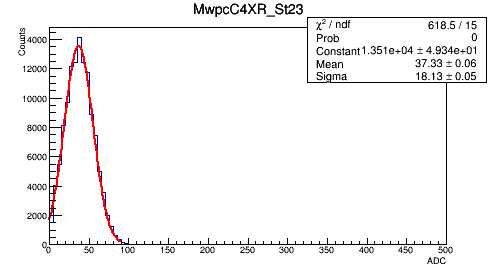 MwpcC4XR_St23
Counts
χ² / ndf 618.5 / 15
Prob 0
Constant 1.351e+04 ± 4.934e+01
Mean 37.33 ± 0.06
Sigma 18.13 ± 0.05
14000
12000
10000
8000
6000
4000
2000
0
0 50 100 150 200 250 300 350 400 450 500
ADC